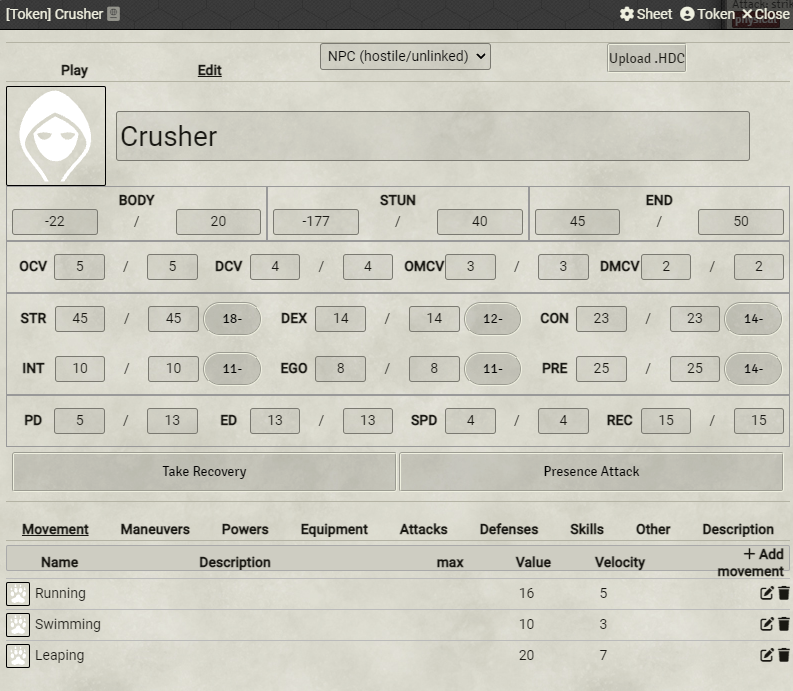 [Token] Crusher Sheet Token Close
Attack: strik
physical
NPC (hostile/unlinked) Upload .HDC
Play Edit
Crusher
BODY STUN END
-22 / 20 -177 / 40 45 / 50
OCV 5 / 5 DCV 4 / 4 OMCV 3 / 3 DMCV 2 / 2
STR 45 / 45 18- DEX 14 / 14 12- CON 23 / 23 14-
INT 10 / 10 11- EGO 8 / 8 11- PRE 25 / 25 14-
PD 5 / 13 ED 13 / 13 SPD 4 / 4 REC 15 / 15
Take Recovery Presence Attack
Movement Maneuvers Powers Equipment Attacks Defenses Skills Other Description
Name Description max Value Velocity + Add movement
Running 16 5
Swimming 10 3
Leaping 20 7